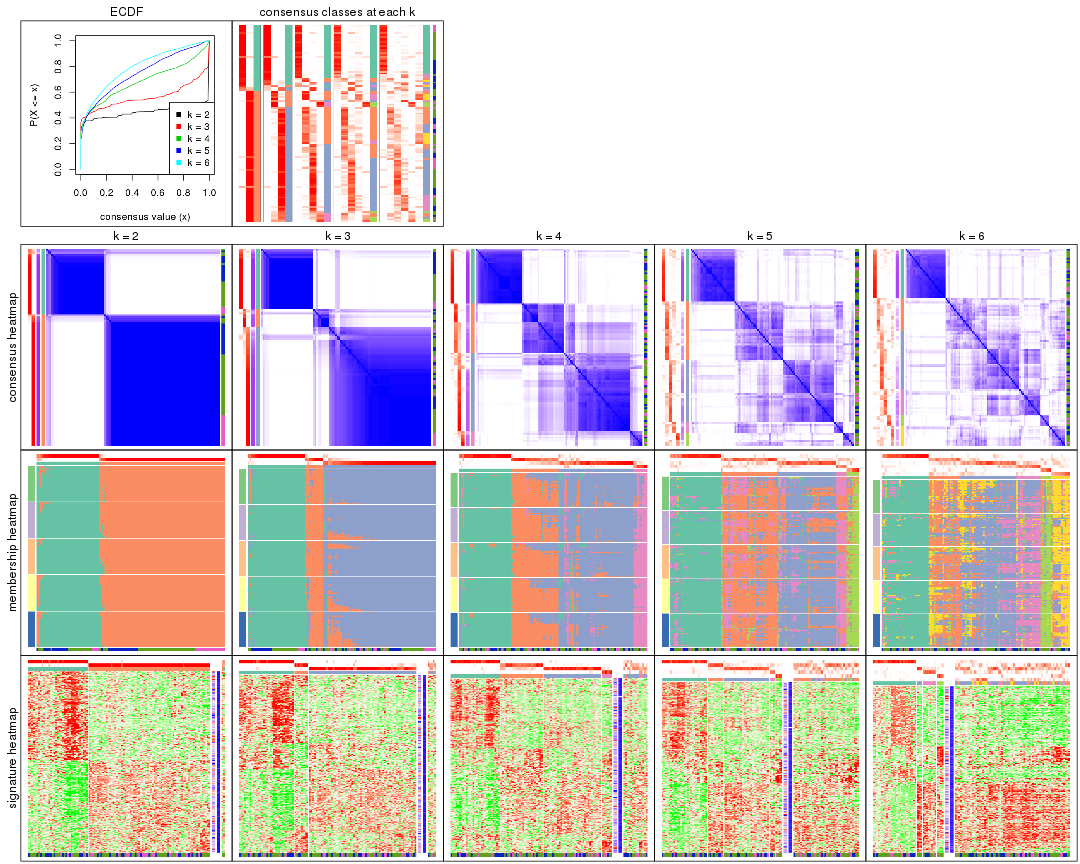 ECDF
consensus classes at each k
P(X <= x)
0.0 0.2 0.4 0.6 0.8 1.0
k = 2
k = 3
k = 4
k = 5
k = 6
0.0 0.2 0.4 0.6 0.8 1.0
consensus value (x)
k = 2 k = 3 k = 4 k = 5 k = 6
consensus heatmap
membership heatmap
signature heatmap